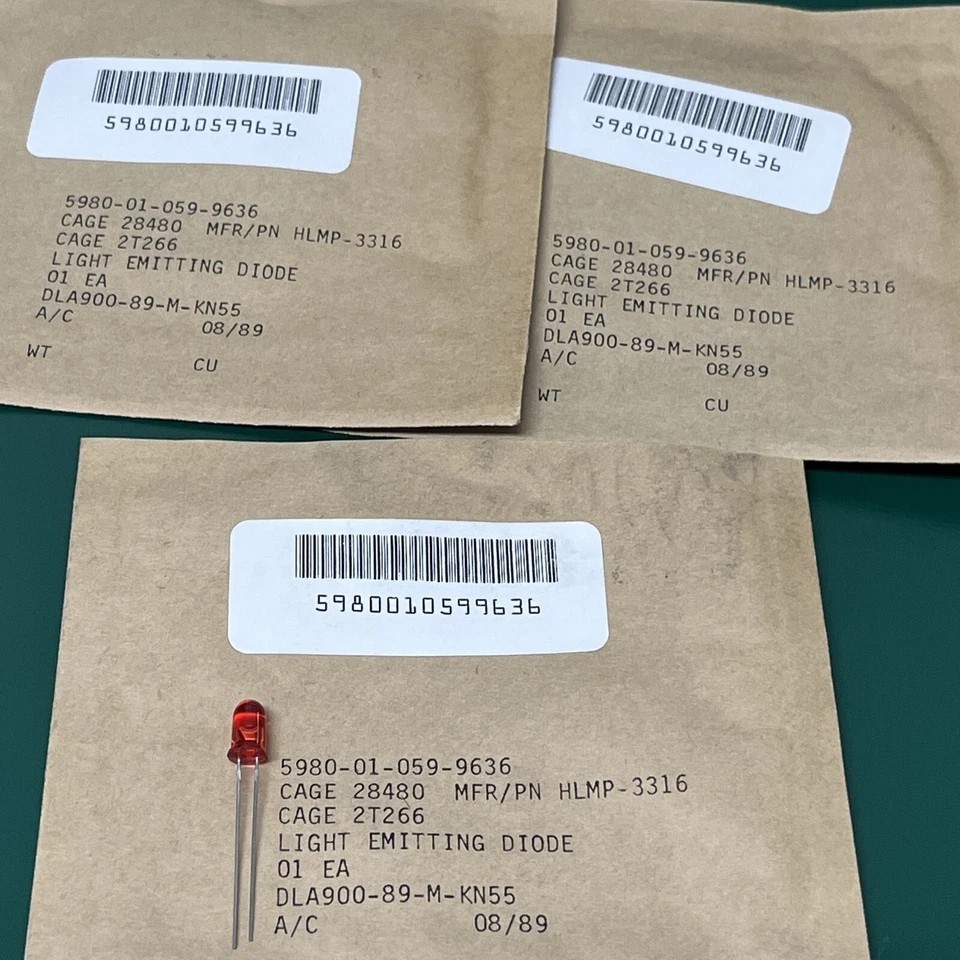 5980010599636
5980-01-059-9636
CAGE 28480 MFR/PN HLMP-3316
CAGE 2T266
LIGHT EMITTING DIODE
01 EA
DLA900-89-M-KN55
A/C 08/89
WT CU
5980010599636
5980-01-059-9636
CAGE 28480 MFR/PN HLMP-3316
CAGE 2T266
LIGHT EMITTING DIODE
01 EA
DLA900-89-M-KN55
A/C 08/89
WT CU
5980010599636
5980-01-059-9636
CAGE 28480 MFR/PN HLMP-3316
CAGE 2T266
LIGHT EMITTING DIODE
01 EA
DLA900-89-M-KN55
A/C 08/89